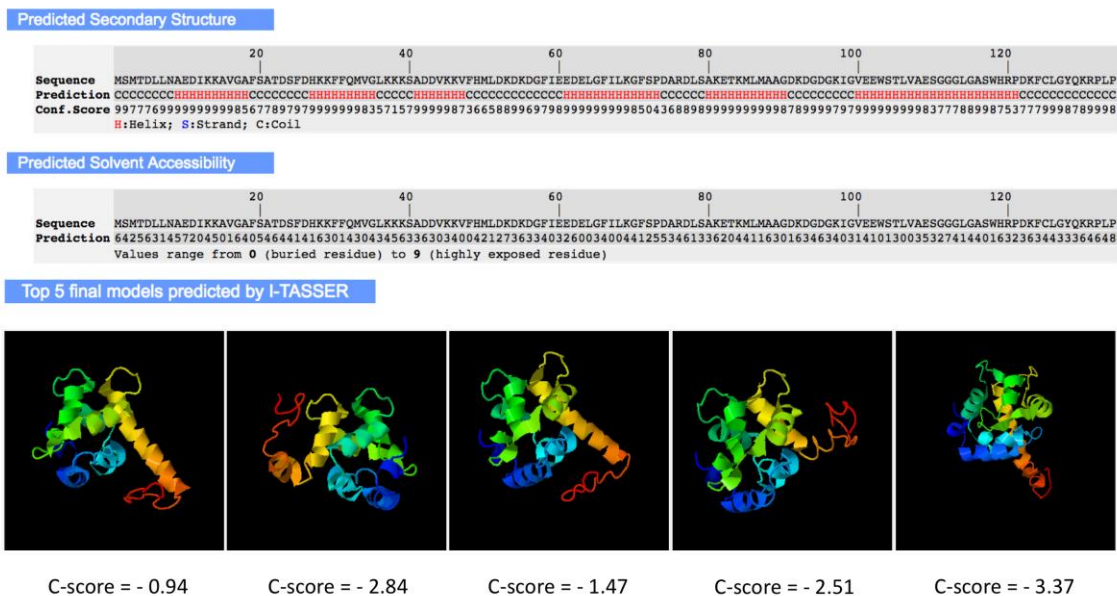 Predicted Secondary Structure
20 40 60 80 100 120
Sequence MSMTDLLNAEDIKKAVGAFSATDSFDHKKFFQMVGLKKKSADDVKKVFHMLDKDKDGFIEEDELGFILKGFSPDARDLSAKETKMLMAAGDKDGDGKIGVEEWSTLVAESGGGLGASWHRPDKFCLGYQKRPLP
Prediction CCCCCCCCHHHHHHHHHHCCCCCCCCHHHHHHHHHCCCCCHHHHHHHCCCCCCCCCCCCCHHHHHHHHHHHHHCCCCCCHHHHHHHHHHHCCCCCCCCCHHHHHHHHHHHHHHHHHHHHHHCCCCCCCCCCCCC
Conf.Score 9977769999999999856778979799999998357157999999873665889969798999999999850436889899999999998789997999999999999998377788998753777999878998
H:Helix; S:Strand; C:Coil
Predicted Solvent Accessibility
20 40 60 80 100 120
Sequence MSMTDLLNAEDIKKAVGAFSATDSFDHKKFFQMVGLKKKSADDVKKVFHMLDKDKDGFIEEDELGFILKGFSPDARDLSAKETKMLMAAGDKDGDGKIGVEEWSTLVAESGGGLGASWHRPDKFCLGYQKRPLP
Prediction 64256314572045016405464414163014304345633630340042127363340326003400441255346133620441163016346340314101300353274144016323634433364648
Values range from 0 (buried residue) to 9 (highly exposed residue)
Top 5 final models predicted by I-TASSER
C-score = - 0.94 C-score = - 2.84 C-score = - 1.47 C-score = - 2.51 C-score = - 3.37